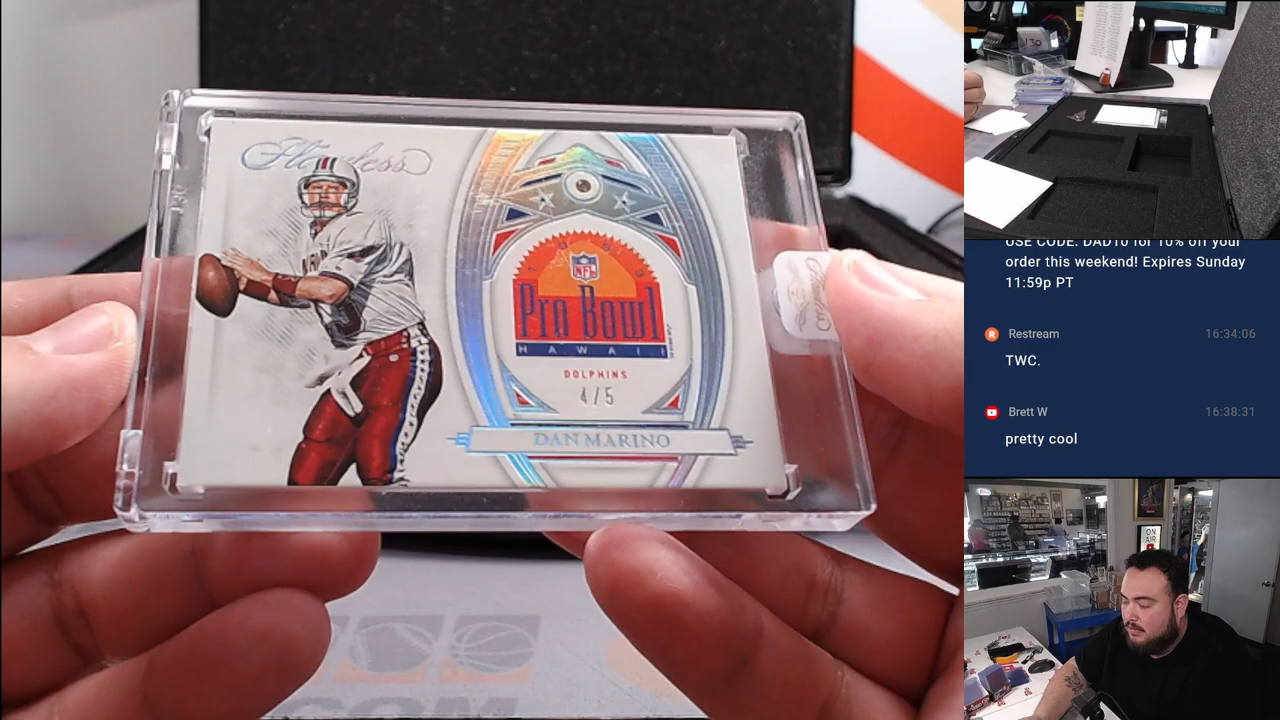 Flawless
NFL
Pro Bowl
HAWAII
DOLPHINS
4/5
DAN MARINO
COM
USE CODE: DAD10 for 10% off your
order this weekend! Expires Sunday
11:59p PT
Restream 16:34:06
TWC.
Brett W 16:38:31
pretty cool
ON
AIR